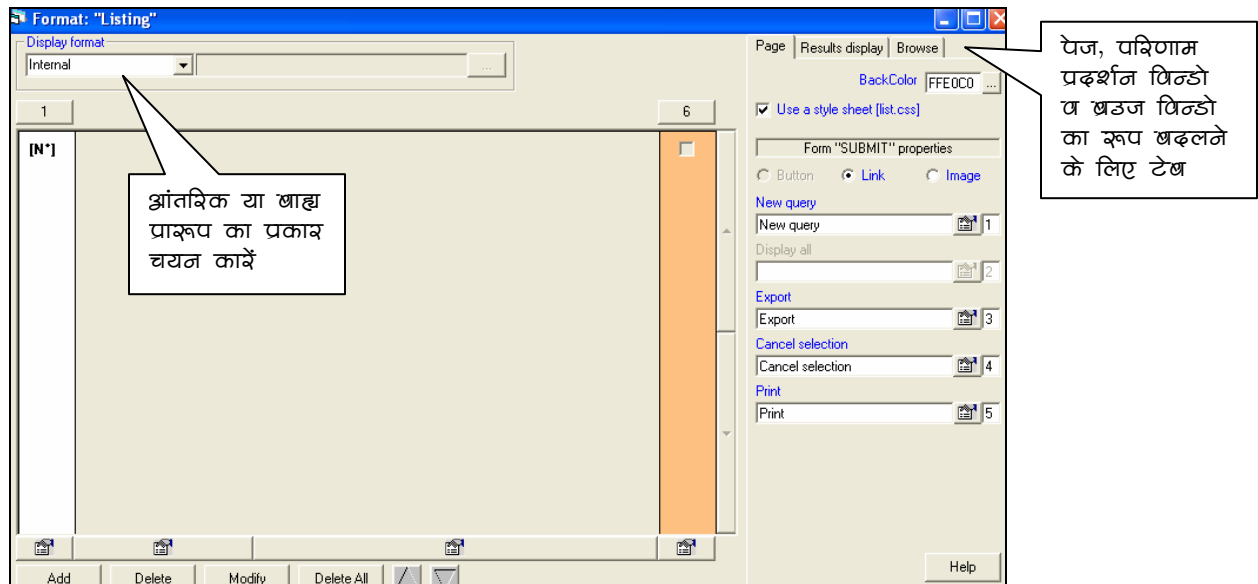 Format: "Listing"
Display format
Internal
...
1
6
[N°]
Page Results display Browse
BackColor FFE0C0 ...
Use a style sheet [list.css]
Form "SUBMIT" properties
Button Link Image
New query
New query 1
Display all
2
Export
Export 3
Cancel selection
Cancel selection 4
Print
Print 5
Add Delete Modify Delete All
Help
आंतरिक या बाह्य
प्रारूप का प्रकार
चयन कारें
पेज, परिणाम
प्रदर्शन विन्डो
व ब्रउज विन्डो
का रूप बदलने
के लिए टेब